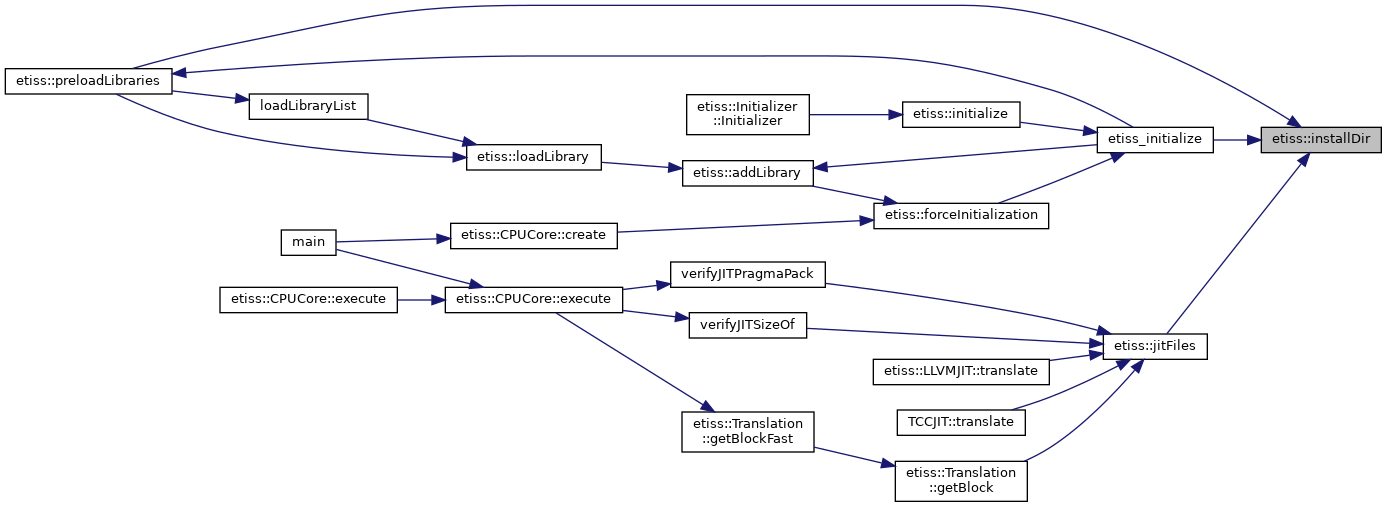 etiss::preloadLibraries
loadLibraryList
etiss::Initializer
::Initializer
etiss::initialize
etiss_initialize
etiss::installDir
etiss::loadLibrary
etiss::addLibrary
etiss::forceInitialization
main
etiss::CPUCore::create
verifyJITPragmaPack
etiss::CPUCore::execute
etiss::CPUCore::execute
verifyJITSizeOf
etiss::jitFiles
etiss::LLVMJIT::translate
TCCJIT::translate
etiss::Translation
::getBlockFast
etiss::Translation
::getBlock